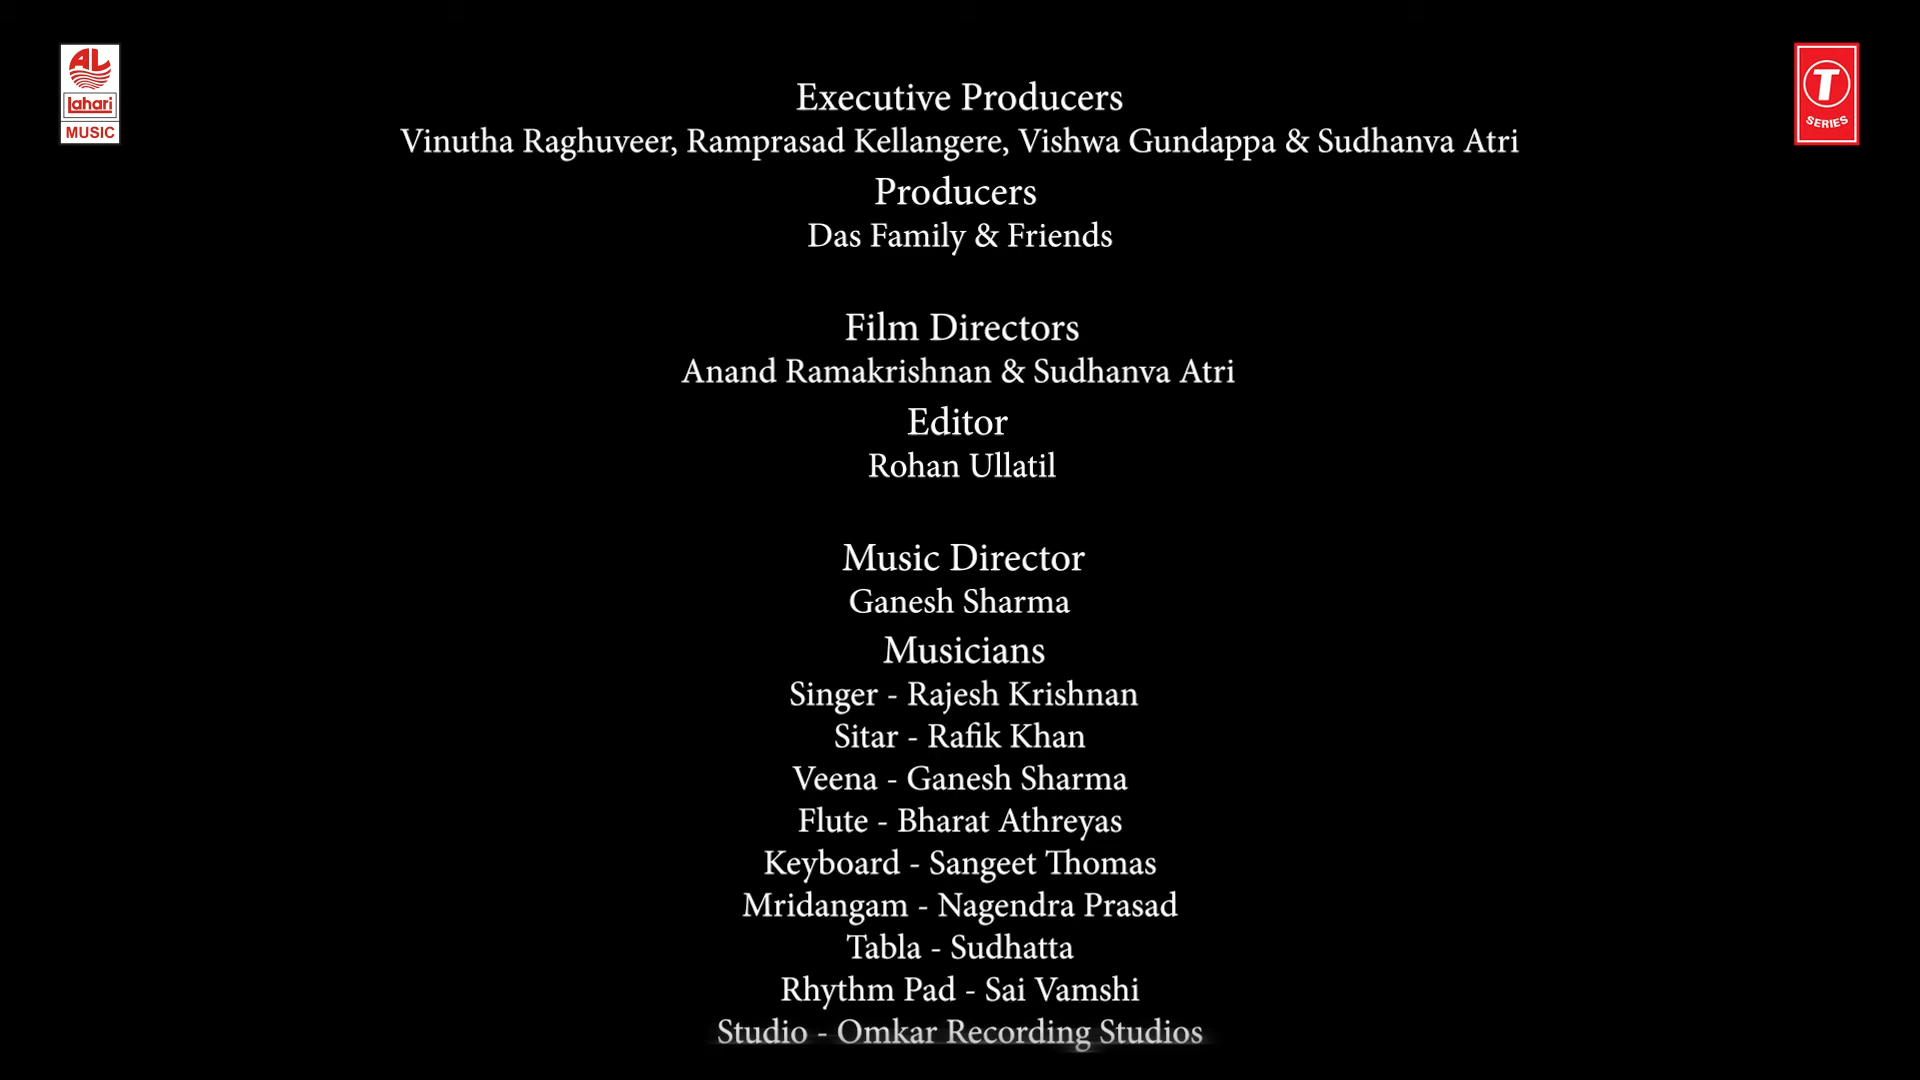 AL
Lahari
MUSIC
T
SERIES
Executive Producers
Vinutha Raghuveer, Ramprasad Kellangere, Vishwa Gundappa & Sudhanva Atri
Producers
Das Family & Friends
Film Directors
Anand Ramakrishnan & Sudhanva Atri
Editor
Rohan Ullatil
Music Director
Ganesh Sharma
Musicians
Singer - Rajesh Krishnan
Sitar - Rafik Khan
Veena - Ganesh Sharma
Flute - Bharat Athreyas
Keyboard - Sangeet Thomas
Mridangam - Nagendra Prasad
Tabla - Sudhatta
Rhythm Pad - Sai Vamshi
Studio - Omkar Recording Studios